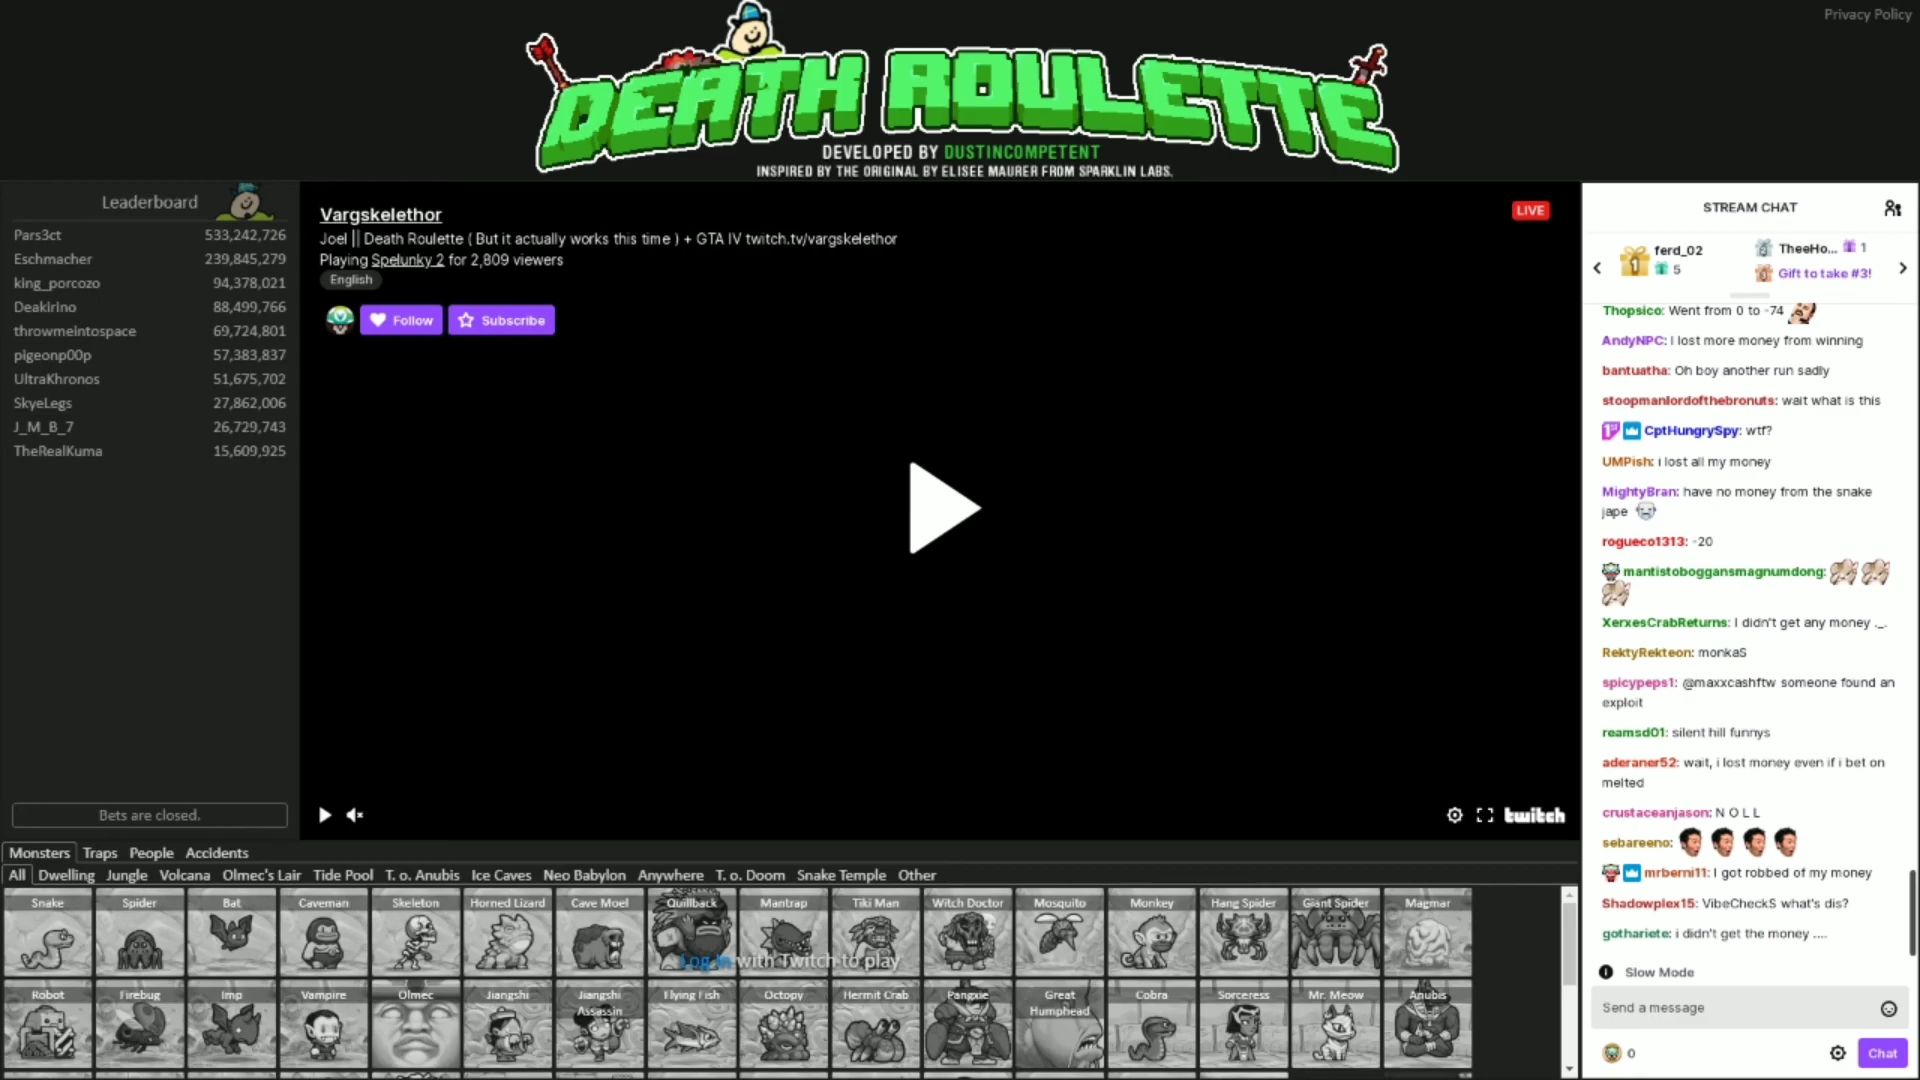 Privacy Policy
DEATH ROULETTE
DEVELOPED BY DUSTINCOMPETENT
INSPIRED BY THE ORIGINAL BY ELISEE MAURER FROM SPARKLIN LABS.
Leaderboard
Pars3ct 533,242,726
Eschmacher 239,845,279
king_porcozo 94,378,021
Deakirino 88,499,766
throwmeintospace 69,724,801
pigeonp00p 57,383,837
UltraKhronos 51,675,702
SkyeLegs 27,862,006
J_M_B_7 26,729,743
TheRealKuma 15,609,925
Bets are closed.
Vargskelethor
LIVE
Joel || Death Roulette ( But it actually works this time ) + GTA IV twitch.tv/vargskelethor
Playing Spelunky 2 for 2,809 viewers
English
Follow Subscribe
twitch
Monsters Traps People Accidents
All Dwelling Jungle Volcana Olmec's Lair Tide Pool T. o. Anubis Ice Caves Neo Babylon Anywhere T. o. Doom Snake Temple Other
Snake Spider Bat Caveman Skeleton Horned Lizard Cave Moel Quillback Mantrap Tiki Man Witch Doctor Mosquito Monkey Hang Spider Giant Spider Magmar
Log in with Twitch to play
Robot Firebug Imp Vampire Olmec Jiangshi Jiangshi Assassin Flying Fish Octopy Hermit Crab Pangxie Great Humphead Cobra Sorceress Mr. Meow Anubis
STREAM CHAT
1 ferd_02 5
TheeHo... 1
Gift to take #3!
Thopsico: Went from 0 to -74
AndyNPC: I lost more money from winning
bantuatha: Oh boy another run sadly
stoopmanlordofthebronuts: wait what is this
CptHungrySpy: wtf?
UMPish: i lost all my money
MightyBran: have no money from the snake
jape
rogueco1313: -20
mantistoboggansmagnumdong:
XerxesCrabReturns: I didn't get any money ._.
RektyRekteon: monkaS
spicypeps1: @maxxcashftw someone found an
exploit
reamsd01: silent hill funnys
aderaner52: wait, i lost money even if i bet on
melted
crustaceanjason: N O L L
sebareeno:
mrberni11: I got robbed of my money
Shadowplex15: VibeCheckS what's dis?
gothariete: i didn't get the money ....
Slow Mode
Send a message
0
Chat